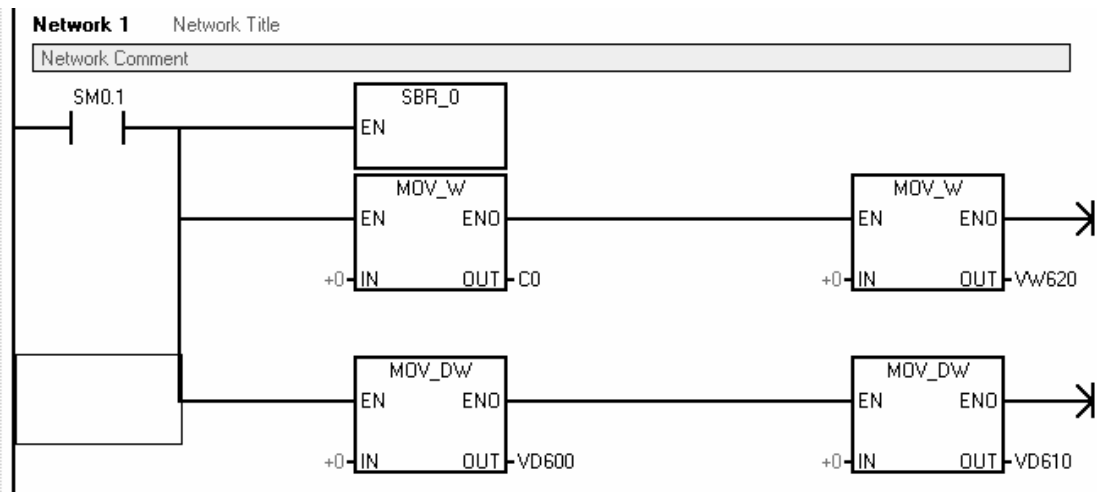 Network 1 Network Title
Network Comment
SM0.1
SBR_0
EN
MOV_W MOV_W
EN ENO EN ENO
+0 IN OUT C0 +0 IN OUT VW620
MOV_DW MOV_DW
EN ENO EN ENO
+0 IN OUT VD600 +0 IN OUT VD610